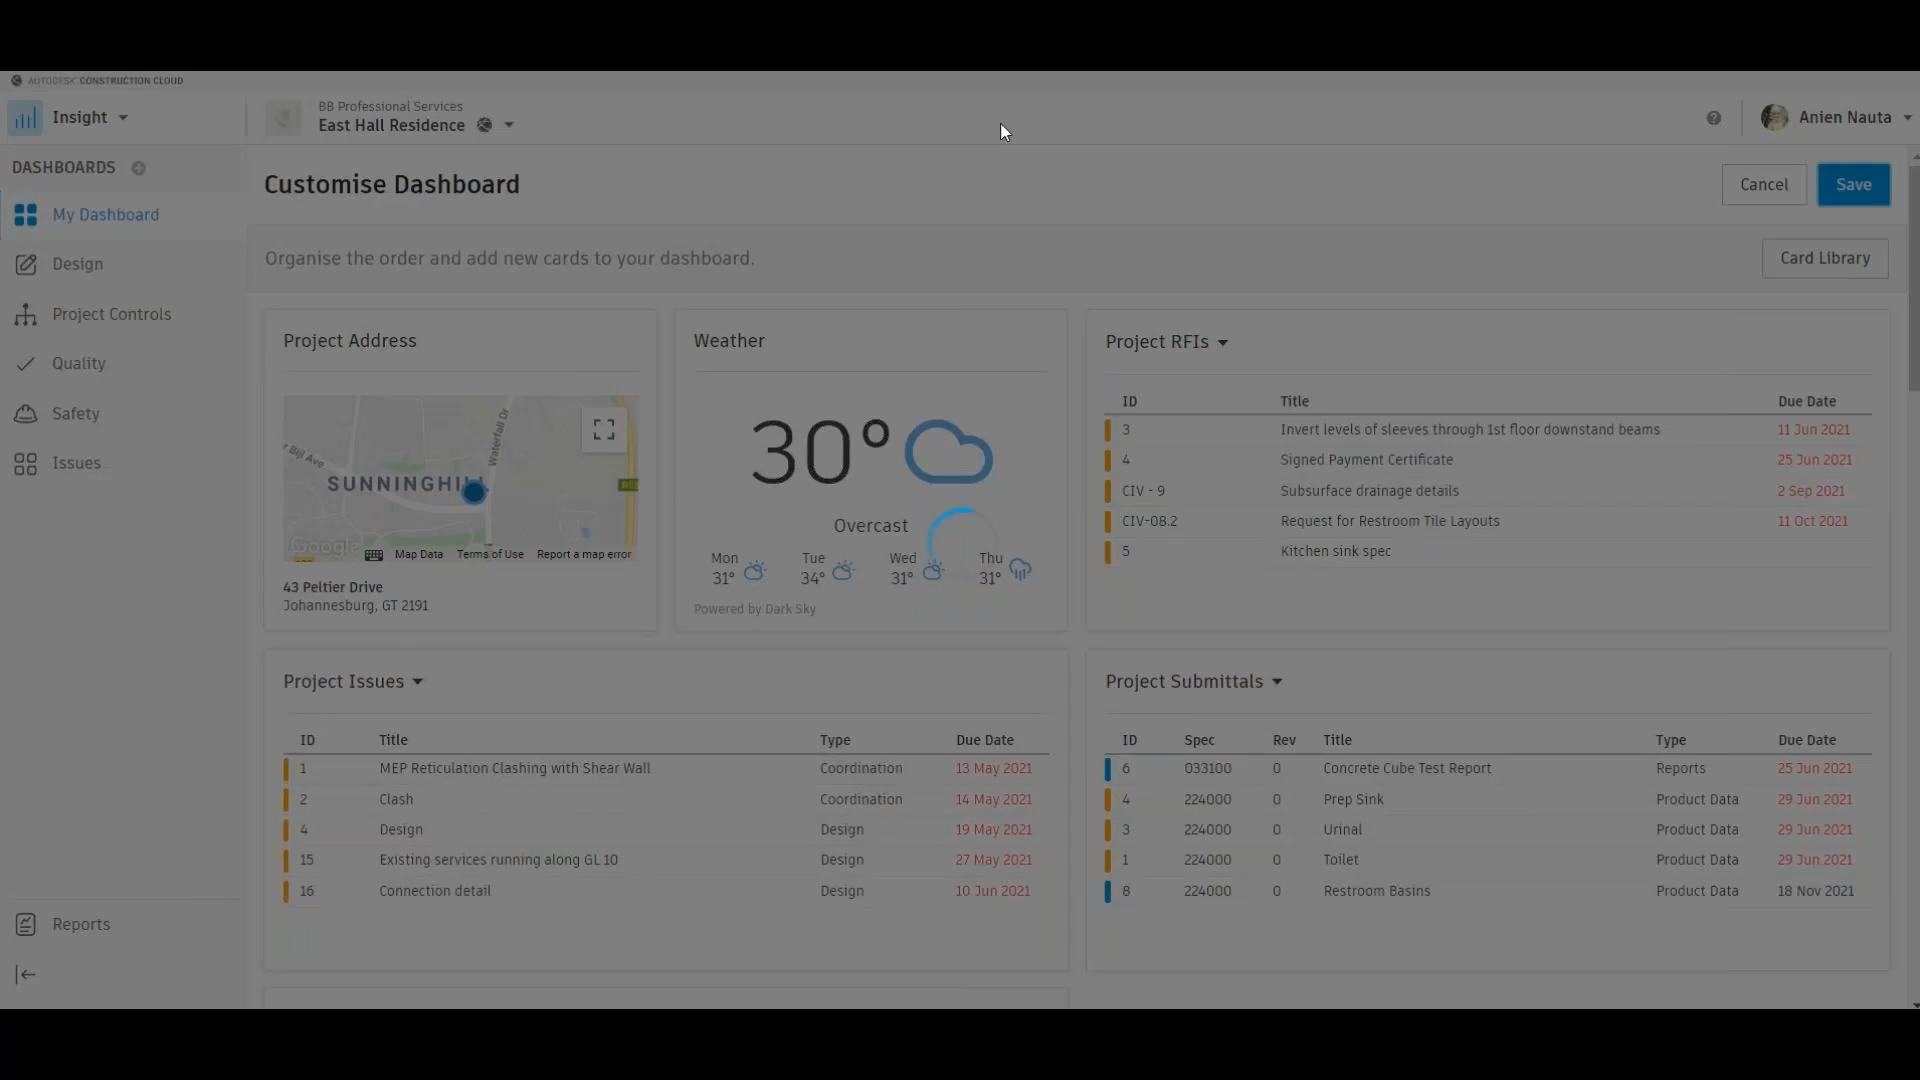 AUTODESK CONSTRUCTION CLOUD
Insight
BB Professional Services
East Hall Residence
Anien Nauta
DASHBOARDS
My Dashboard
Design
Project Controls
Quality
Safety
Issues
Reports
Customise Dashboard
Cancel
Save
Organise the order and add new cards to your dashboard.
Card Library
Project Address
Bijl Ave
Waterfall Dr
SUNNINGHILL
Google
Map Data Terms of Use Report a map error
43 Peltier Drive
Johannesburg, GT 2191
Weather
30°
Overcast
Mon Tue Wed Thu
31° 34° 31° 31°
Powered by Dark Sky
Project RFIs
ID Title Due Date
3 Invert levels of sleeves through 1st floor downstand beams 11 Jun 2021
4 Signed Payment Certificate 25 Jun 2021
CIV - 9 Subsurface drainage details 2 Sep 2021
CIV-08.2 Request for Restroom Tile Layouts 11 Oct 2021
5 Kitchen sink spec
Project Issues
ID Title Type Due Date
1 MEP Reticulation Clashing with Shear Wall Coordination 13 May 2021
2 Clash Coordination 14 May 2021
4 Design Design 19 May 2021
15 Existing services running along GL 10 Design 27 May 2021
16 Connection detail Design 10 Jun 2021
Project Submittals
ID Spec Rev Title Type Due Date
6 033100 0 Concrete Cube Test Report Reports 25 Jun 2021
4 224000 0 Prep Sink Product Data 29 Jun 2021
3 224000 0 Urinal Product Data 29 Jun 2021
1 224000 0 Toilet Product Data 29 Jun 2021
8 224000 0 Restroom Basins Product Data 18 Nov 2021